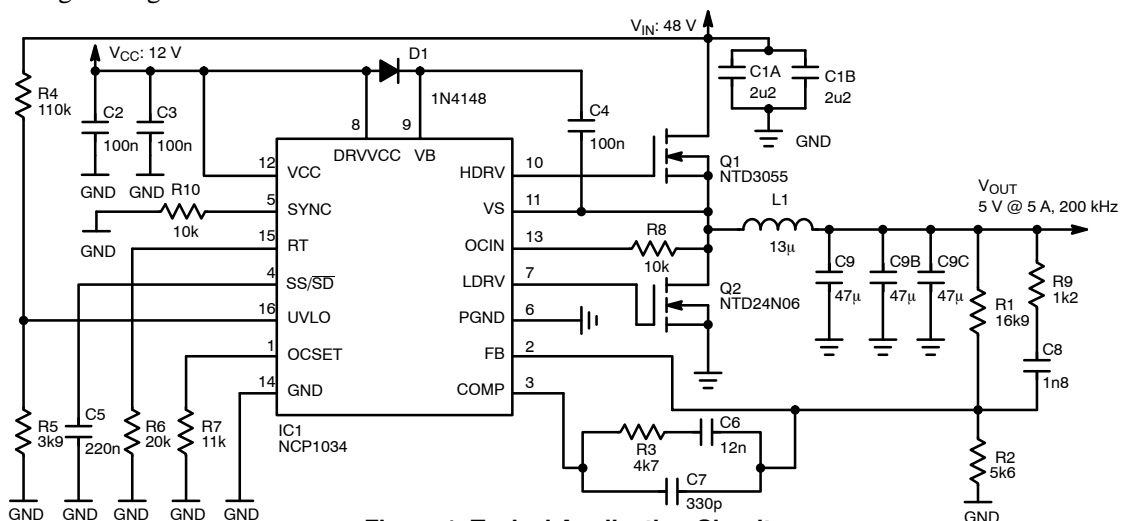 V_IN: 48 V
V_CC: 12 V
D1
1N4148
C1A
2u2
C1B
2u2
GND
R4
110k
C2
100n
C3
100n
C4
100n
GND
GND
8
9
DRVVCC
VB
12
VCC
HDRV
10
Q1
NTD3055
R10
10k
GND
5
SYNC
VS
11
L1
13μ
V_OUT
5 V @ 5 A, 200 kHz
15
RT
OCIN
13
R8
10k
4
SS/SD
LDRV
7
Q2
NTD24N06
16
UVLO
PGND
6
1
OCSET
FB
2
14
GND
COMP
3
C9
47μ
C9B
47μ
C9C
47μ
R1
16k9
R9
1k2
C8
1n8
R5
3k9
C5
220n
R6
20k
R7
11k
IC1
NCP1034
R3
4k7
C6
12n
C7
330p
R2
5k6
GND
GND
GND
GND
GND
GND